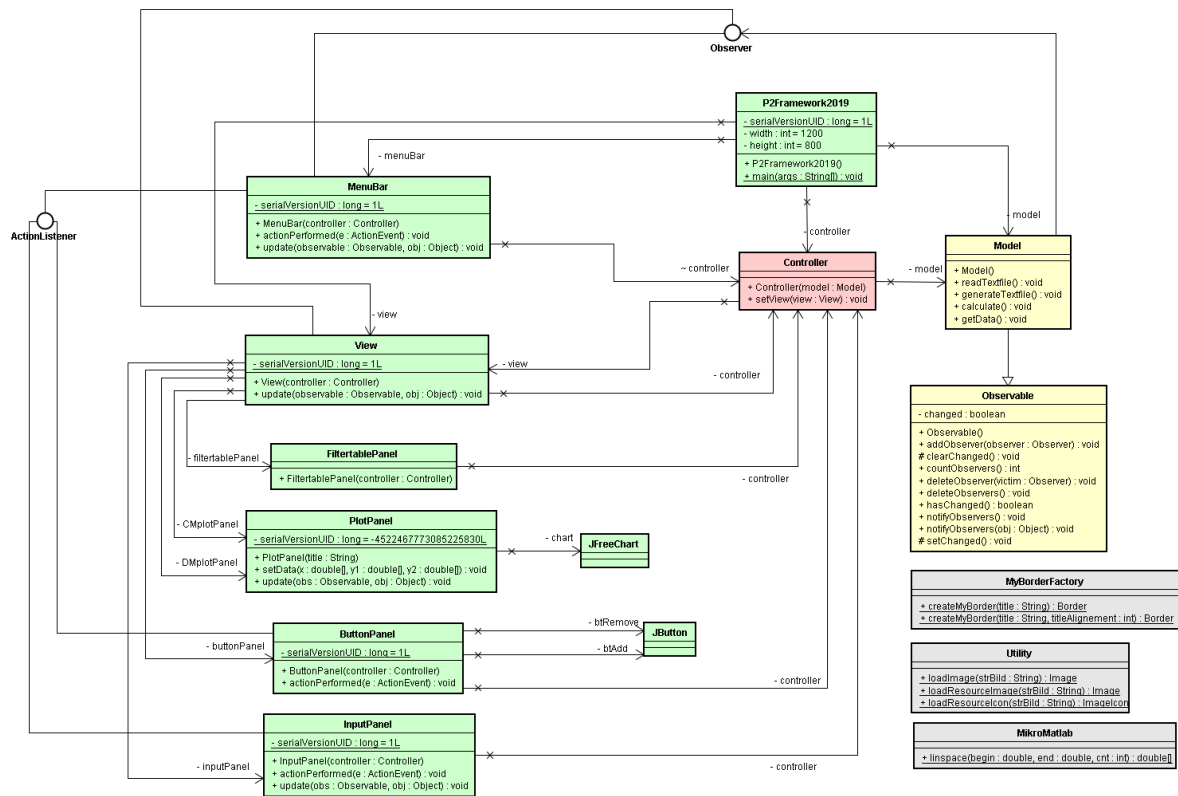 Observer
P2Framework2019
- serialVersionUID : long = 1L
- width : int = 1200
- height : int = 800
+ P2Framework2019()
+ main(args : String[]) : void
- menuBar
MenuBar
- serialVersionUID : long = 1L
+ MenuBar(controller : Controller)
+ actionPerformed(e : ActionEvent) : void
+ update(observable : Observable, obj : Object) : void
ActionListener
- model
- controller
~ controller
Controller
+ Controller(model : Model)
+ setView(view : View) : void
- model
Model
+ Model()
+ readTextfile() : void
+ generateTextfile() : void
+ calculate() : void
+ getData() : void
- view
View
- serialVersionUID : long = 1L
+ View(controller : Controller)
+ update(observable : Observable, obj : Object) : void
- view
- controller
Observable
- changed : boolean
+ Observable()
+ addObserver(observer : Observer) : void
# clearChanged() : void
+ countObservers() : int
+ deleteObserver(victim : Observer) : void
+ deleteObservers() : void
+ hasChanged() : boolean
+ notifyObservers() : void
+ notifyObservers(obj : Object) : void
# setChanged() : void
- filtertablePanel
FiltertablePanel
+ FiltertablePanel(controller : Controller)
- controller
- CMplotPanel
- DMplotPanel
PlotPanel
- serialVersionUID : long = -4522467773085225830L
+ PlotPanel(title : String)
+ setData(x : double[], y1 : double[], y2 : double[]) : void
+ update(obs : Observable, obj : Object) : void
- chart
JFreeChart
MyBorderFactory
+ createMyBorder(title : String) : Border
+ createMyBorder(title : String, titleAlignement : int) : Border
- buttonPanel
ButtonPanel
- serialVersionUID : long = 1L
+ ButtonPanel(controller : Controller)
+ actionPerformed(e : ActionEvent) : void
- btRemove
- btAdd
JButton
- controller
Utility
+ loadImage(strBild : String) : Image
+ loadResourceImage(strBild : String) : Image
+ loadResourceIcon(strBild : String) : ImageIcon
- inputPanel
InputPanel
- serialVersionUID : long = 1L
+ InputPanel(controller : Controller)
+ actionPerformed(e : ActionEvent) : void
+ update(obs : Observable, obj : Object) : void
- controller
MikroMatlab
+ linspace(begin : double, end : double, cnt : int) : double[]